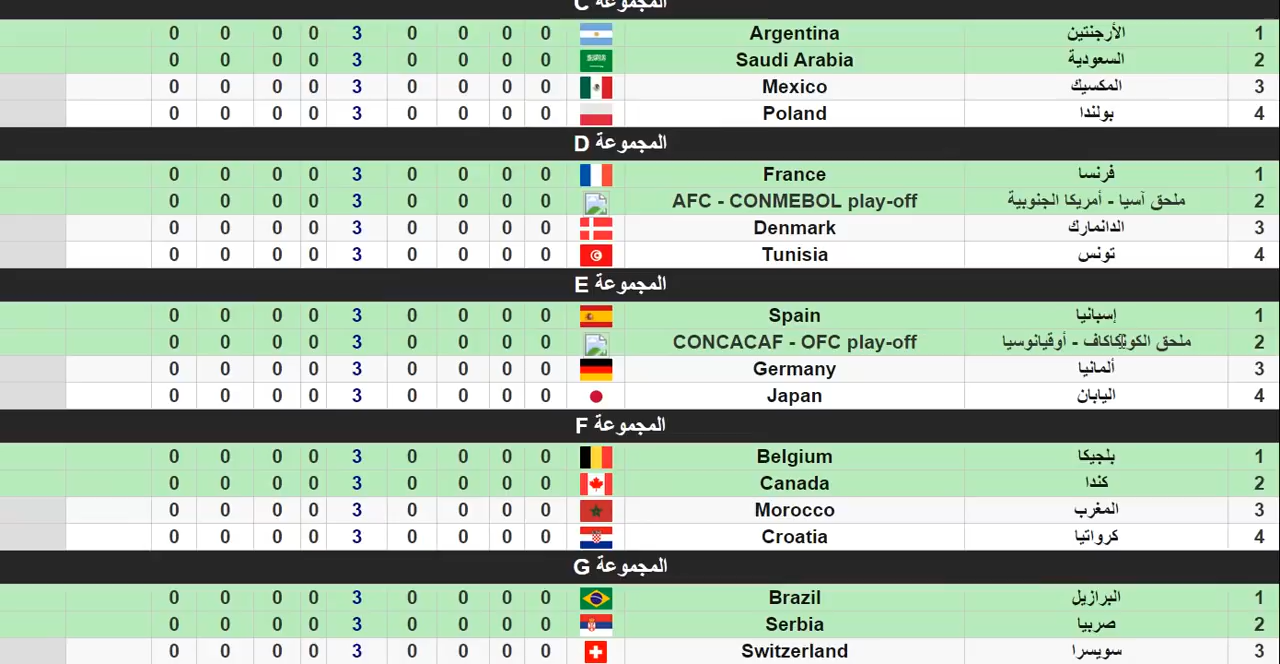 المجموعة C
1 الأرجنتين Argentina 0 0 0 0 3 0 0 0 0
2 السعودية Saudi Arabia 0 0 0 0 3 0 0 0 0
3 المكسيك Mexico 0 0 0 0 3 0 0 0 0
4 بولندا Poland 0 0 0 0 3 0 0 0 0
المجموعة D
1 فرنسا France 0 0 0 0 3 0 0 0 0
2 ملحق آسيا - أمريكا الجنوبية AFC - CONMEBOL play-off 0 0 0 0 3 0 0 0 0
3 الدانمارك Denmark 0 0 0 0 3 0 0 0 0
4 تونس Tunisia 0 0 0 0 3 0 0 0 0
المجموعة E
1 إسبانيا Spain 0 0 0 0 3 0 0 0 0
2 ملحق الكونكاكاف - أوقيانوسيا CONCACAF - OFC play-off 0 0 0 0 3 0 0 0 0
3 ألمانيا Germany 0 0 0 0 3 0 0 0 0
4 اليابان Japan 0 0 0 0 3 0 0 0 0
المجموعة F
1 بلجيكا Belgium 0 0 0 0 3 0 0 0 0
2 كندا Canada 0 0 0 0 3 0 0 0 0
3 المغرب Morocco 0 0 0 0 3 0 0 0 0
4 كرواتيا Croatia 0 0 0 0 3 0 0 0 0
المجموعة G
1 البرازيل Brazil 0 0 0 0 3 0 0 0 0
2 صربيا Serbia 0 0 0 0 3 0 0 0 0
3 سويسرا Switzerland 0 0 0 0 3 0 0 0 0